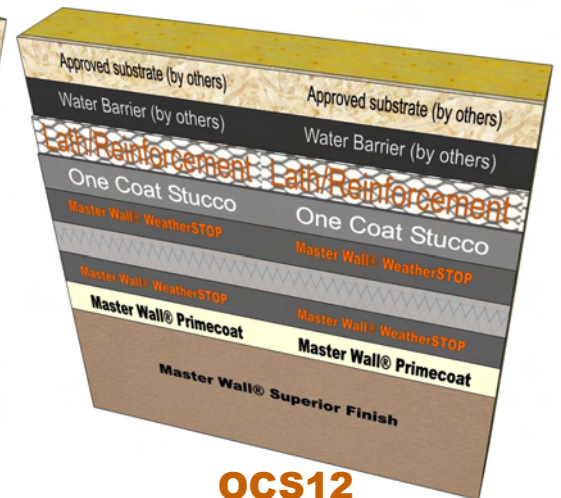 Approved substrate (by others) Approved substrate (by others)
Water Barrier (by others) Water Barrier (by others)
Lath/Reinforcement Lath/Reinforcement
One Coat Stucco One Coat Stucco
Master Wall® WeatherSTOP Master Wall® WeatherSTOP
Master Wall® WeatherSTOP Master Wall® WeatherSTOP
Master Wall® Primecoat Master Wall® Primecoat
Master Wall® Superior Finish
OCS12